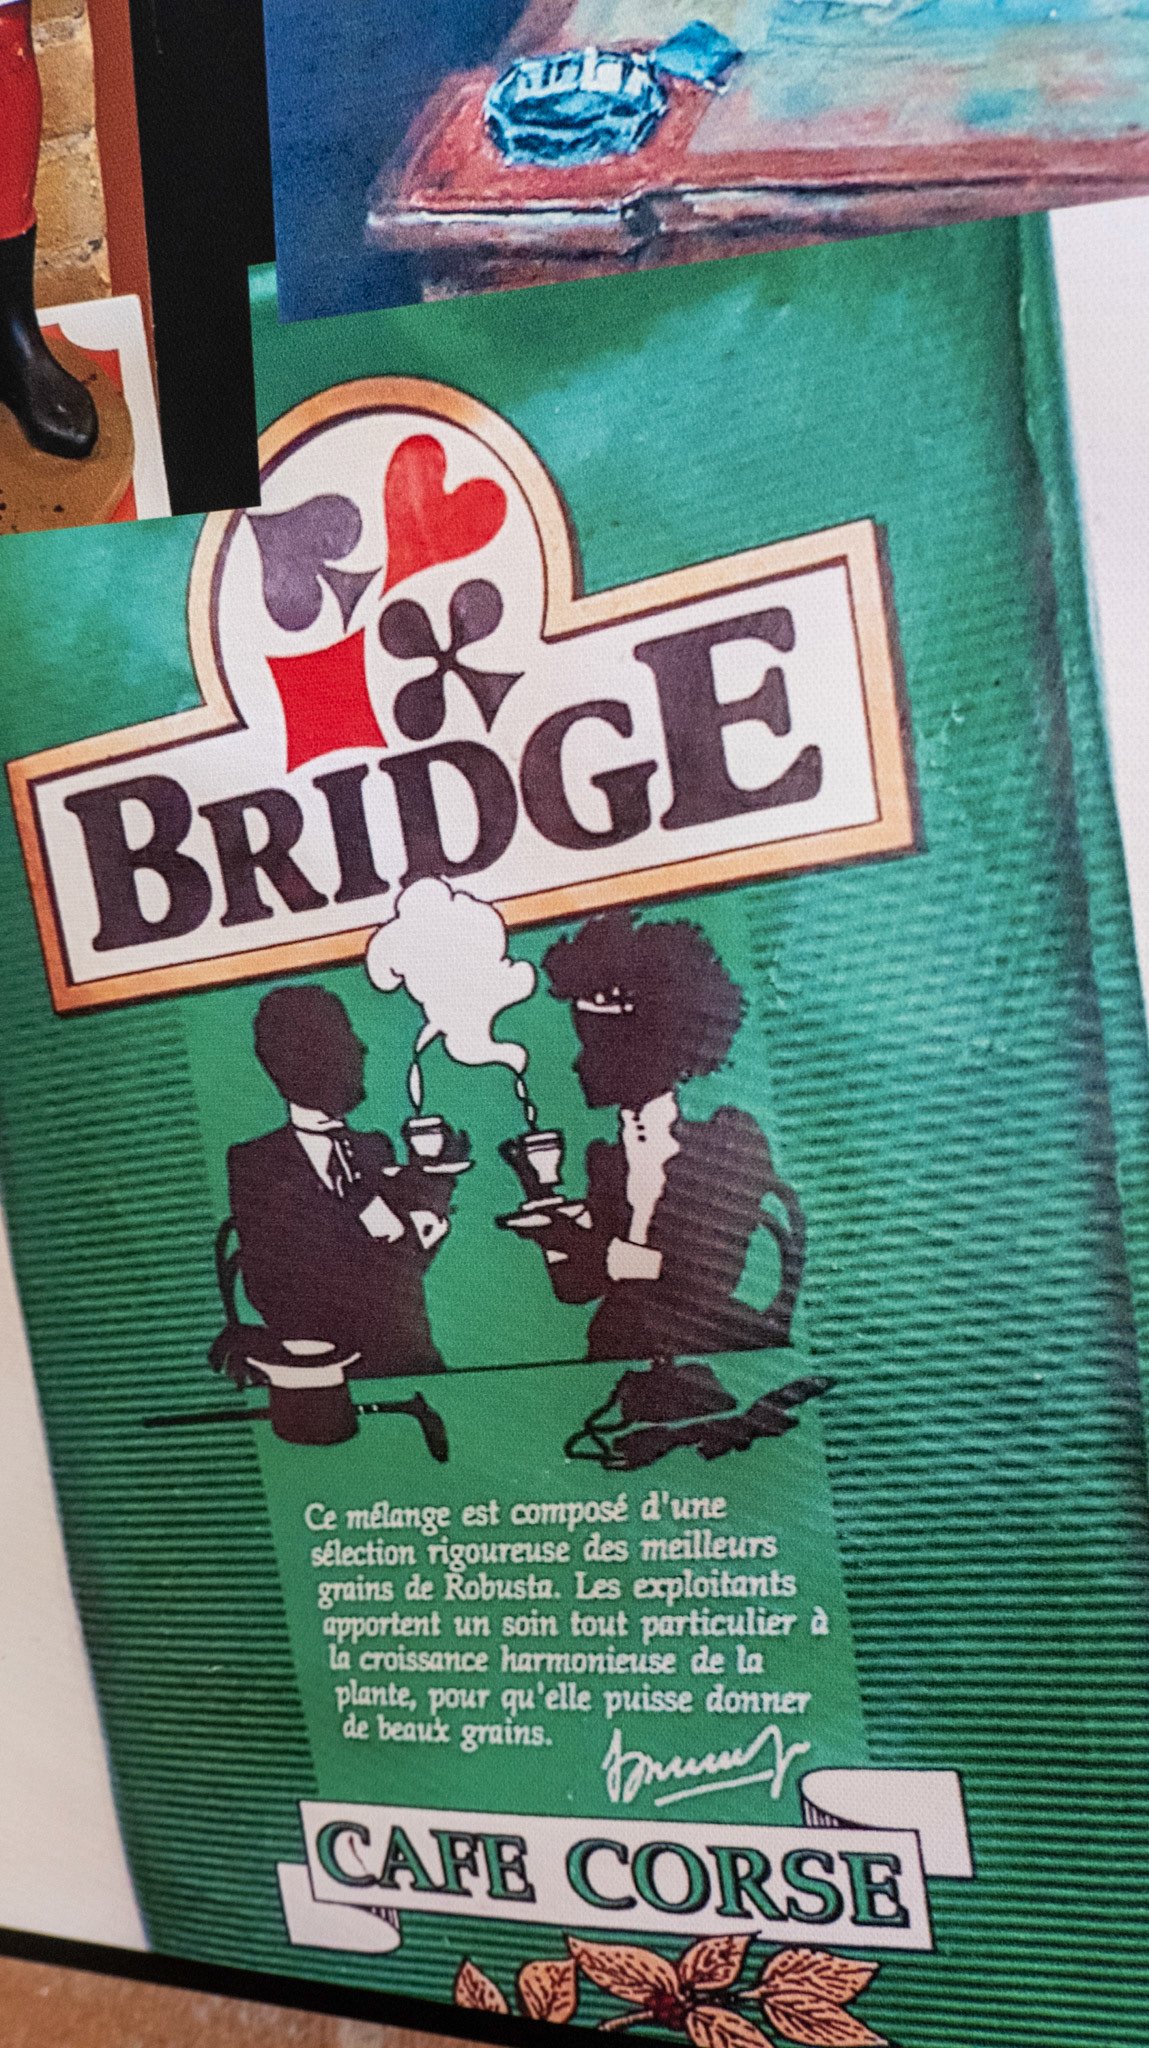 BRIDGE
Ce mélange est composé d'une
sélection rigoureuse des meilleurs
grains de Robusta. Les exploitants
apportent un soin tout particulier à
la croissance harmonieuse de la
plante, pour qu'elle puisse donner
de beaux grains.
CAFE CORSE